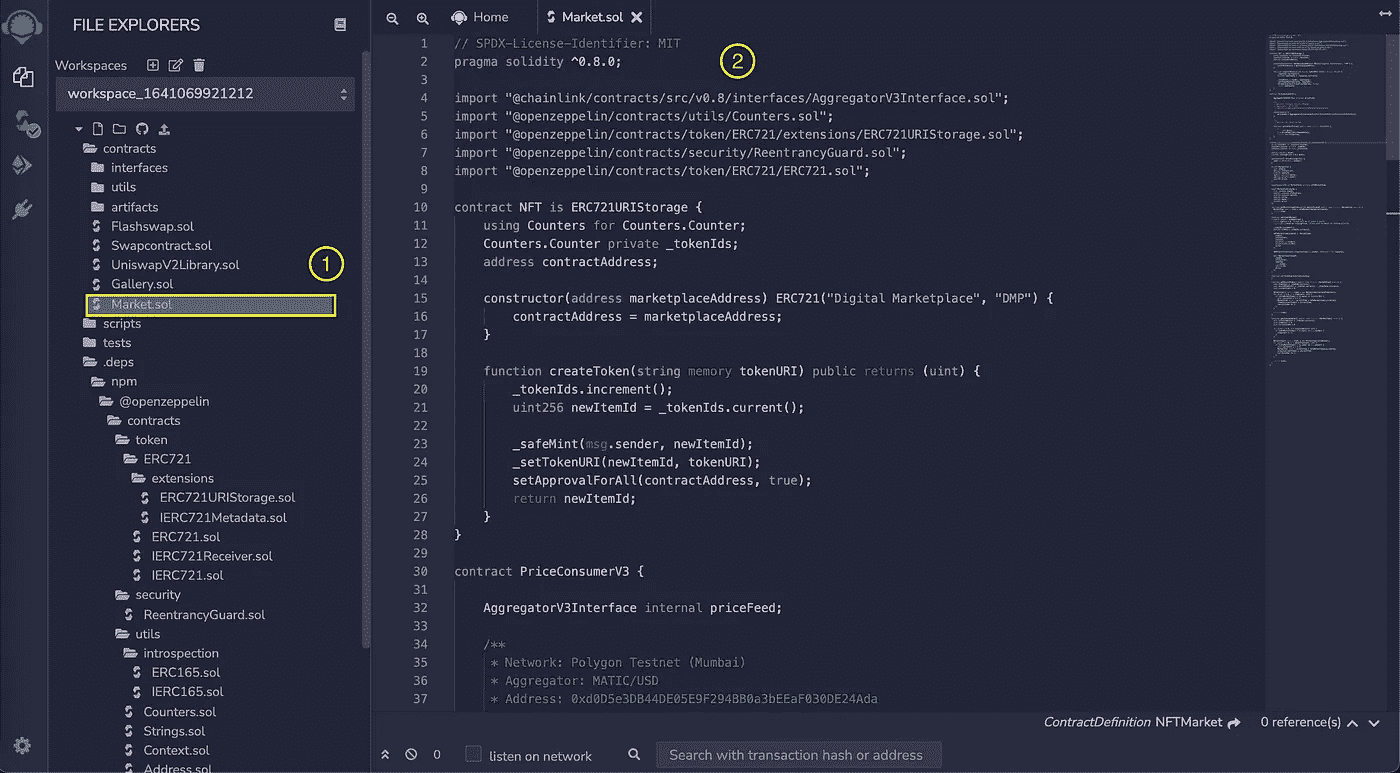 FILE EXPLORERS
Workspaces
workspace_1641069921212
contracts
interfaces
utils
artifacts
Flashswap.sol
Swapcontract.sol
UniswapV2Library.sol
1
Gallery.sol
Market.sol
scripts
tests
.deps
npm
@openzeppelin
contracts
token
ERC721
extensions
ERC721URIStorage.sol
IERC721Metadata.sol
ERC721.sol
IERC721Receiver.sol
IERC721.sol
security
ReentrancyGuard.sol
utils
introspection
ERC165.sol
IERC165.sol
Counters.sol
Strings.sol
Context.sol
Address.sol
Home
Market.sol
2
1 // SPDX-License-Identifier: MIT
2 pragma solidity ^0.8.0;
3
4 import "@chainlink/contracts/src/v0.8/interfaces/AggregatorV3Interface.sol";
5 import "@openzeppelin/contracts/utils/Counters.sol";
6 import "@openzeppelin/contracts/token/ERC721/extensions/ERC721URIStorage.sol";
7 import "@openzeppelin/contracts/security/ReentrancyGuard.sol";
8 import "@openzeppelin/contracts/token/ERC721/ERC721.sol";
9
10 contract NFT is ERC721URIStorage {
11 using Counters for Counters.Counter;
12 Counters.Counter private _tokenIds;
13 address contractAddress;
14
15 constructor(address marketplaceAddress) ERC721("Digital Marketplace", "DMP") {
16 contractAddress = marketplaceAddress;
17 }
18
19 function createToken(string memory tokenURI) public returns (uint) {
20 _tokenIds.increment();
21 uint256 newItemId = _tokenIds.current();
22
23 _safeMint(msg.sender, newItemId);
24 _setTokenURI(newItemId, tokenURI);
25 setApprovalForAll(contractAddress, true);
26 return newItemId;
27 }
28 }
29
30 contract PriceConsumerV3 {
31
32 AggregatorV3Interface internal priceFeed;
33
34 /**
35 * Network: Polygon Testnet (Mumbai)
36 * Aggregator: MATIC/USD
37 * Address: 0xd0D5e3DB44DE05E9F294BB0a3bEEaF030DE24Ada
ContractDefinition NFTMarket 0 reference(s)
0 listen on network Search with transaction hash or address